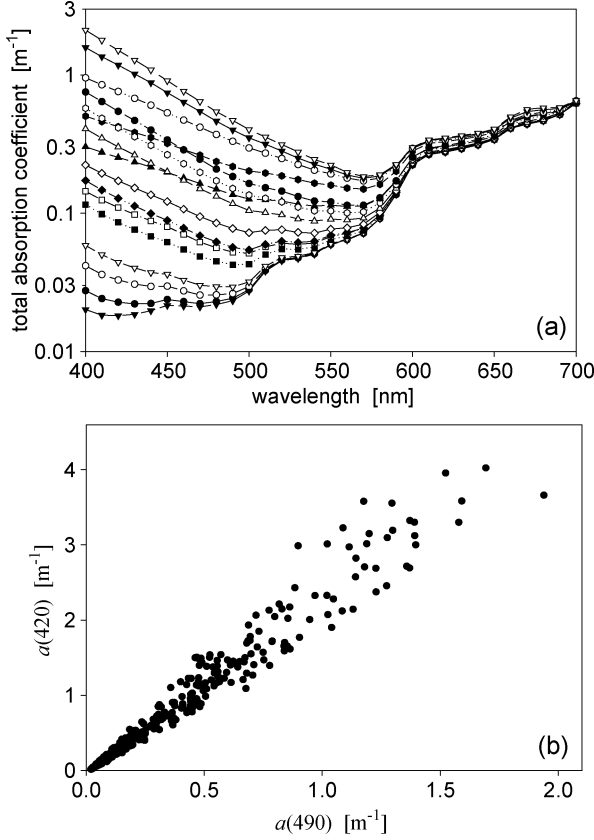 total absorption coefficient [m⁻¹]
3
1
0.3
0.1
0.03
0.01
(a)
400 450 500 550 600 650 700
wavelength [nm]
a(420) [m⁻¹]
4
3
2
1
0
(b)
0.0 0.5 1.0 1.5 2.0
a(490) [m⁻¹]